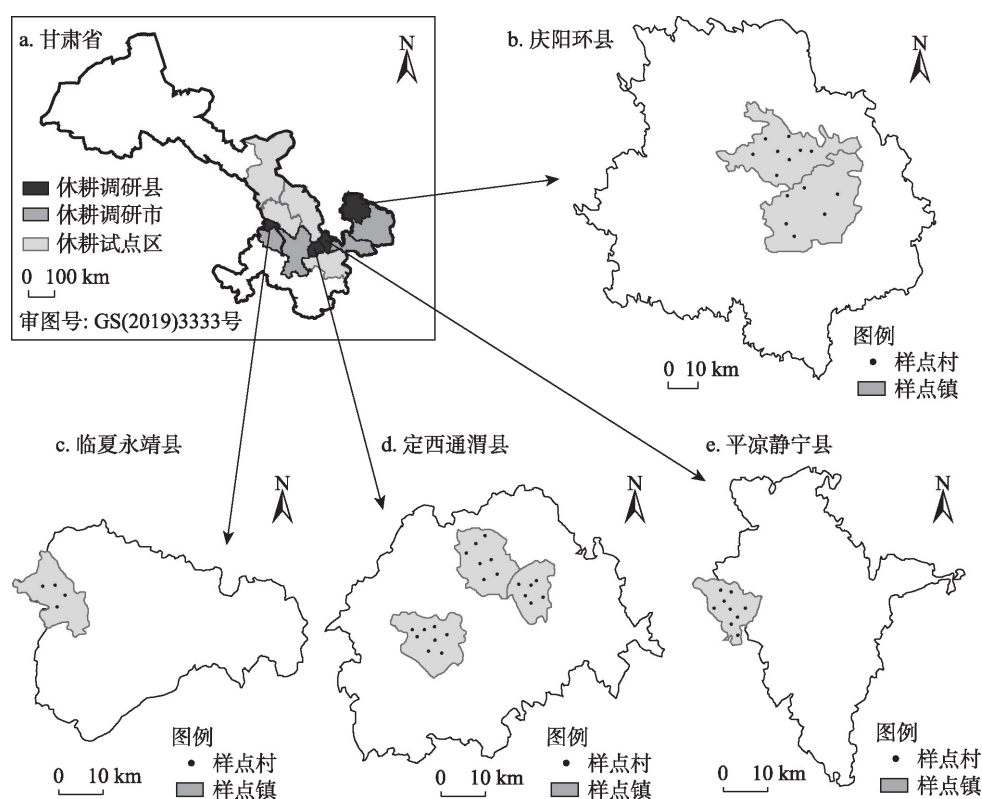 a. 甘肃省
N
休耕调研县
休耕调研市
休耕试点区
0 100 km
审图号: GS(2019)3333号
b. 庆阳环县
N
图例
样点村
样点镇
0 10 km
c. 临夏永靖县
N
图例
样点村
样点镇
0 10 km
d. 定西通渭县
N
图例
样点村
样点镇
0 10 km
e. 平凉静宁县
N
图例
样点村
样点镇
0 10 km